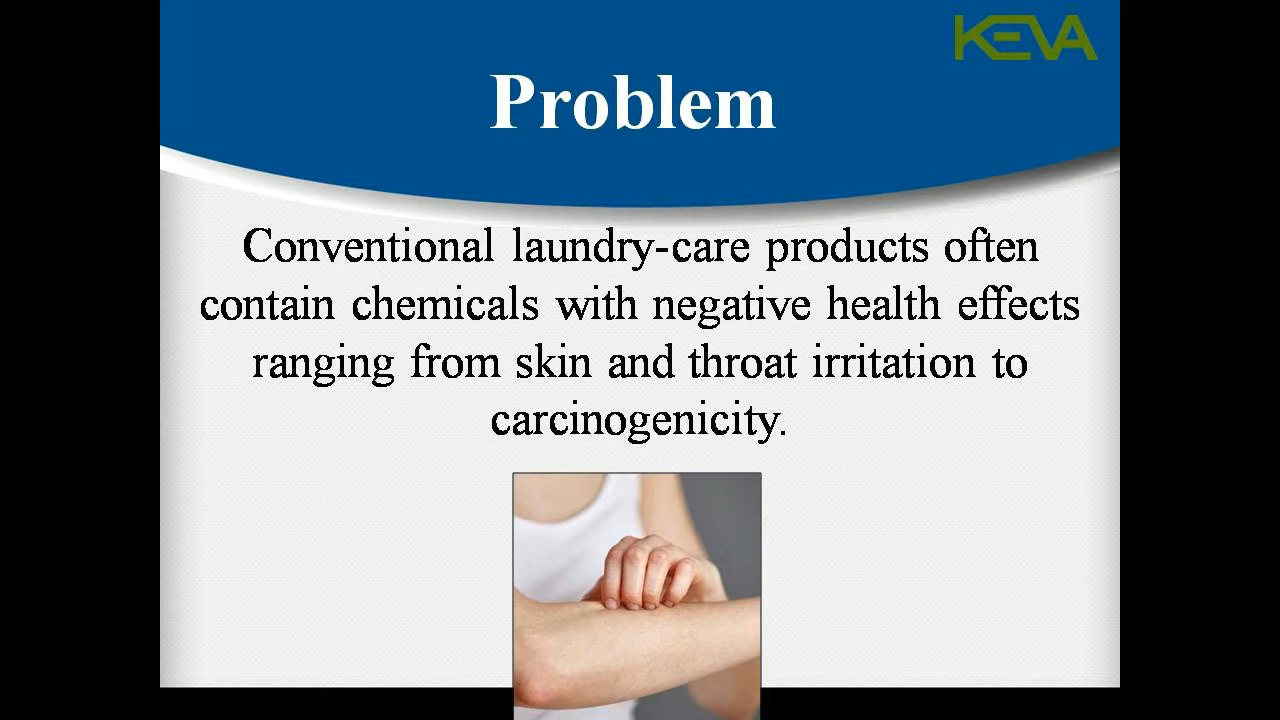 KEVA
Problem
Conventional laundry-care products often
contain chemicals with negative health effects
ranging from skin and throat irritation to
carcinogenicity.